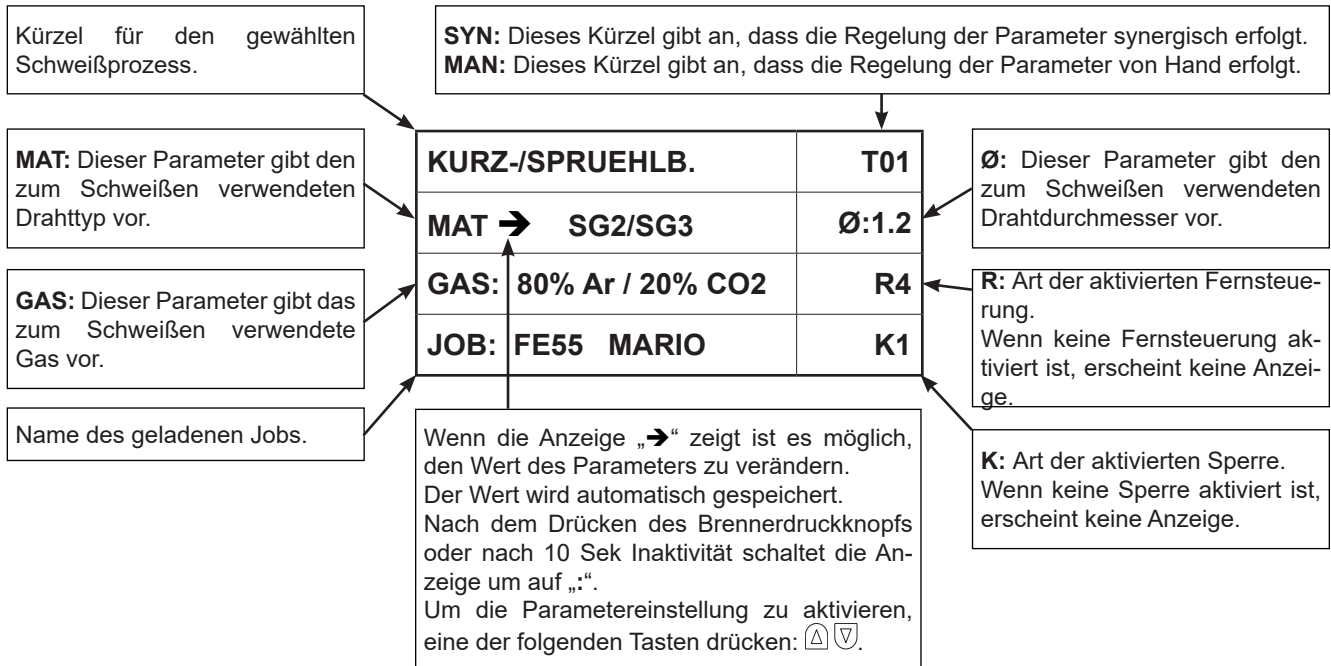 Kürzel für den gewählten
Schweißprozess.
SYN: Dieses Kürzel gibt an, dass die Regelung der Parameter synergisch erfolgt.
MAN: Dieses Kürzel gibt an, dass die Regelung der Parameter von Hand erfolgt.
MAT: Dieser Parameter gibt den
zum Schweißen verwendeten
Drahttyp vor.
GAS: Dieser Parameter gibt das
zum Schweißen verwendete
Gas vor.
Name des geladenen Jobs.
KURZ-/SPRUEHLB. T01
MAT ➔ SG2/SG3 Ø:1.2
GAS: 80% Ar / 20% CO2 R4
JOB: FE55 MARIO K1
Ø: Dieser Parameter gibt den
zum Schweißen verwendeten
Drahtdurchmesser vor.
R: Art der aktivierten Fernsteue-
rung.
Wenn keine Fernsteuerung ak-
tiviert ist, erscheint keine Anzei-
ge.
K: Art der aktivierten Sperre.
Wenn keine Sperre aktiviert ist,
erscheint keine Anzeige.
Wenn die Anzeige „➔“ zeigt ist es möglich,
den Wert des Parameters zu verändern.
Der Wert wird automatisch gespeichert.
Nach dem Drücken des Brennerdruckknopfs
oder nach 10 Sek Inaktivität schaltet die An-
zeige um auf „:“.
Um die Parametereinstellung zu aktivieren,
eine der folgenden Tasten drücken: .